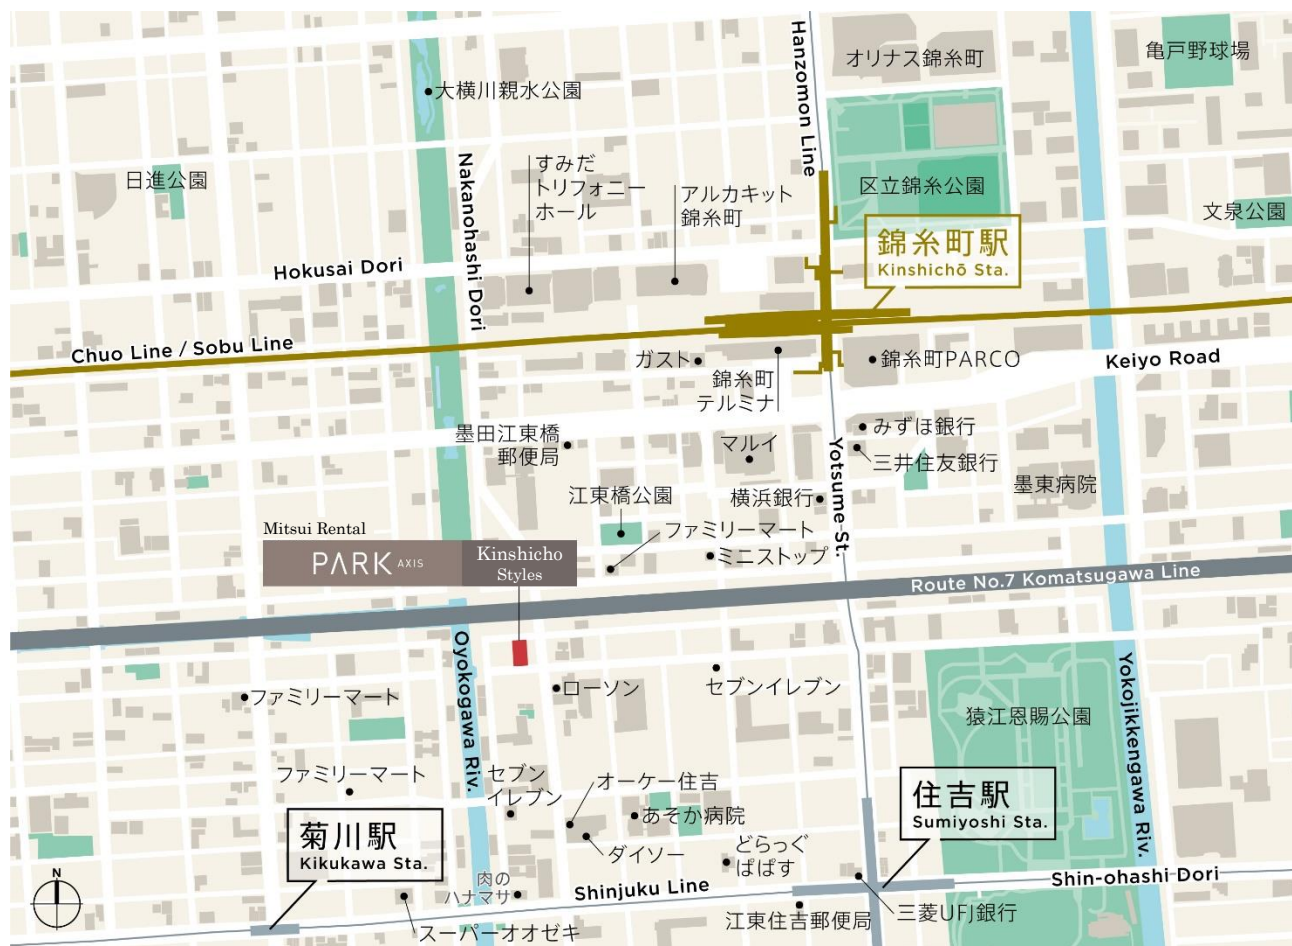 Hanzomon Line
オリナス錦糸町
亀戸野球場
大横川親水公園
日進公園
Nakanohashi Dori
すみだ
トリフォニー
ホール
アルカキット
錦糸町
区立錦糸公園
文泉公園
錦糸町駅
Kinshichō Sta.
Hokusai Dori
Chuo Line / Sobu Line
ガスト
錦糸町
テルミナ
錦糸町PARCO
Keiyo Road
墨田江東橋
郵便局
マルイ
みずほ銀行
三井住友銀行
Yotsume St.
墨東病院
江東橋公園
横浜銀行
Mitsui Rental
PARK AXIS
Kinshicho
Styles
ファミリーマート
ミニストップ
Route No.7 Komatsugawa Line
Oyokogawa Riv.
ファミリーマート
ローソン
セブンイレブン
猿江恩賜公園
Yokojikkengawa Riv.
ファミリーマート
セブン
イレブン
オーケー住吉
あそか病院
ダイソー
どらっぐ
ぱぱす
住吉駅
Sumiyoshi Sta.
菊川駅
Kikukawa Sta.
N
肉の
ハナマサ
Shinjuku Line
Shin-ohashi Dori
スーパーオオゼキ
江東住吉郵便局
三菱UFJ銀行